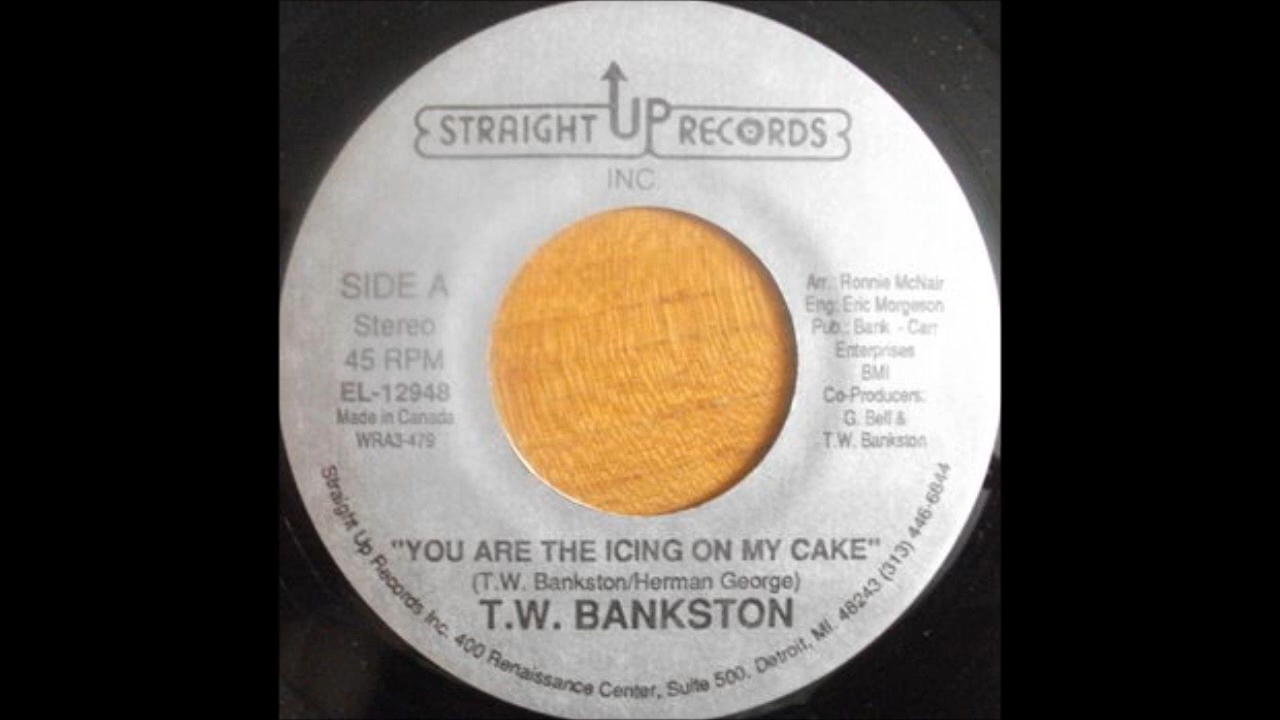 STRAIGHT UP RECORDS
INC.
SIDE A
Stereo
45 RPM
EL-12948
Made in Canada
WRA3-479
Arr.: Ronnie McNair
Eng: Eric Morgeson
Pub.: Bank - Carr
Enterprises
BMI
Co-Producers:
G. Bell &
T.W. Bankston
"YOU ARE THE ICING ON MY CAKE"
(T.W. Bankston/Herman George)
T.W. BANKSTON
Straight Up Records Inc. 400 Renaissance Center, Suite 500, Detroit, MI. 48243 (313) 446-6844